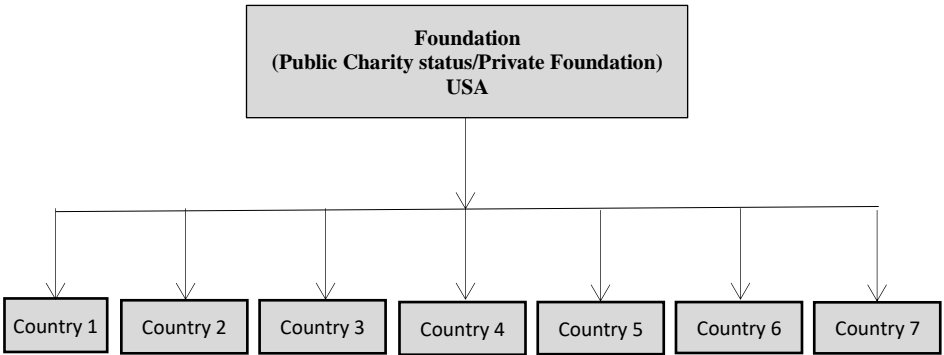 Foundation
(Public Charity status/Private Foundation)
USA
Country 1
Country 2
Country 3
Country 4
Country 5
Country 6
Country 7